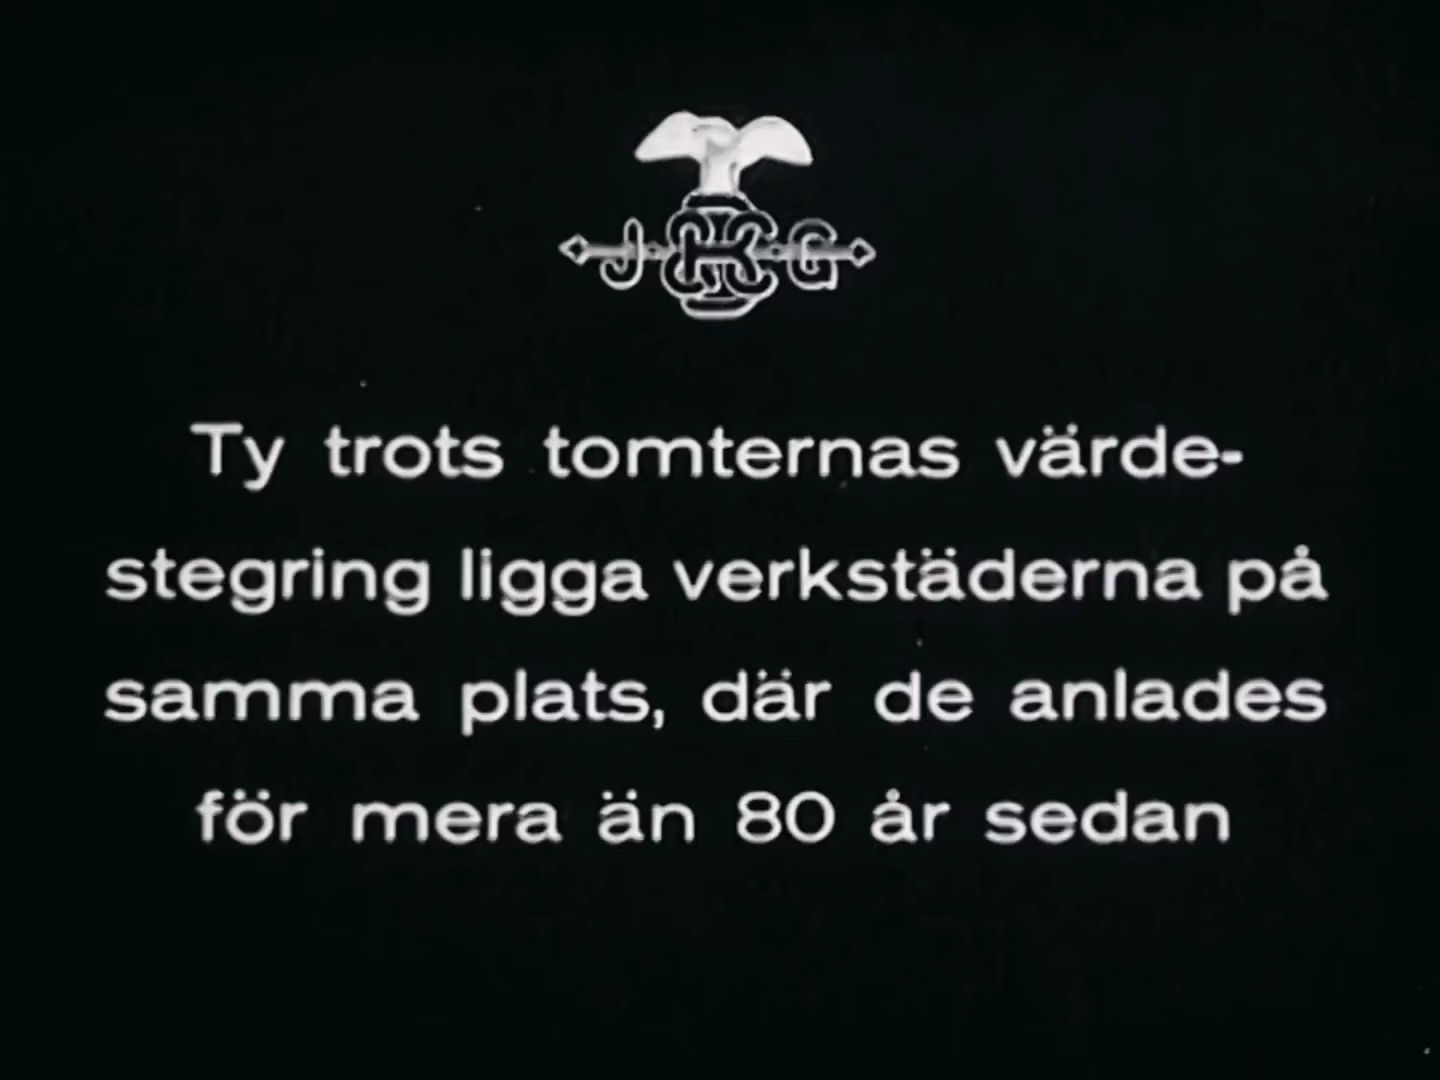 J G
Ty trots tomternas värde-
stegring ligga verkstäderna på
samma plats, där de anlades
för mera än 80 år sedan